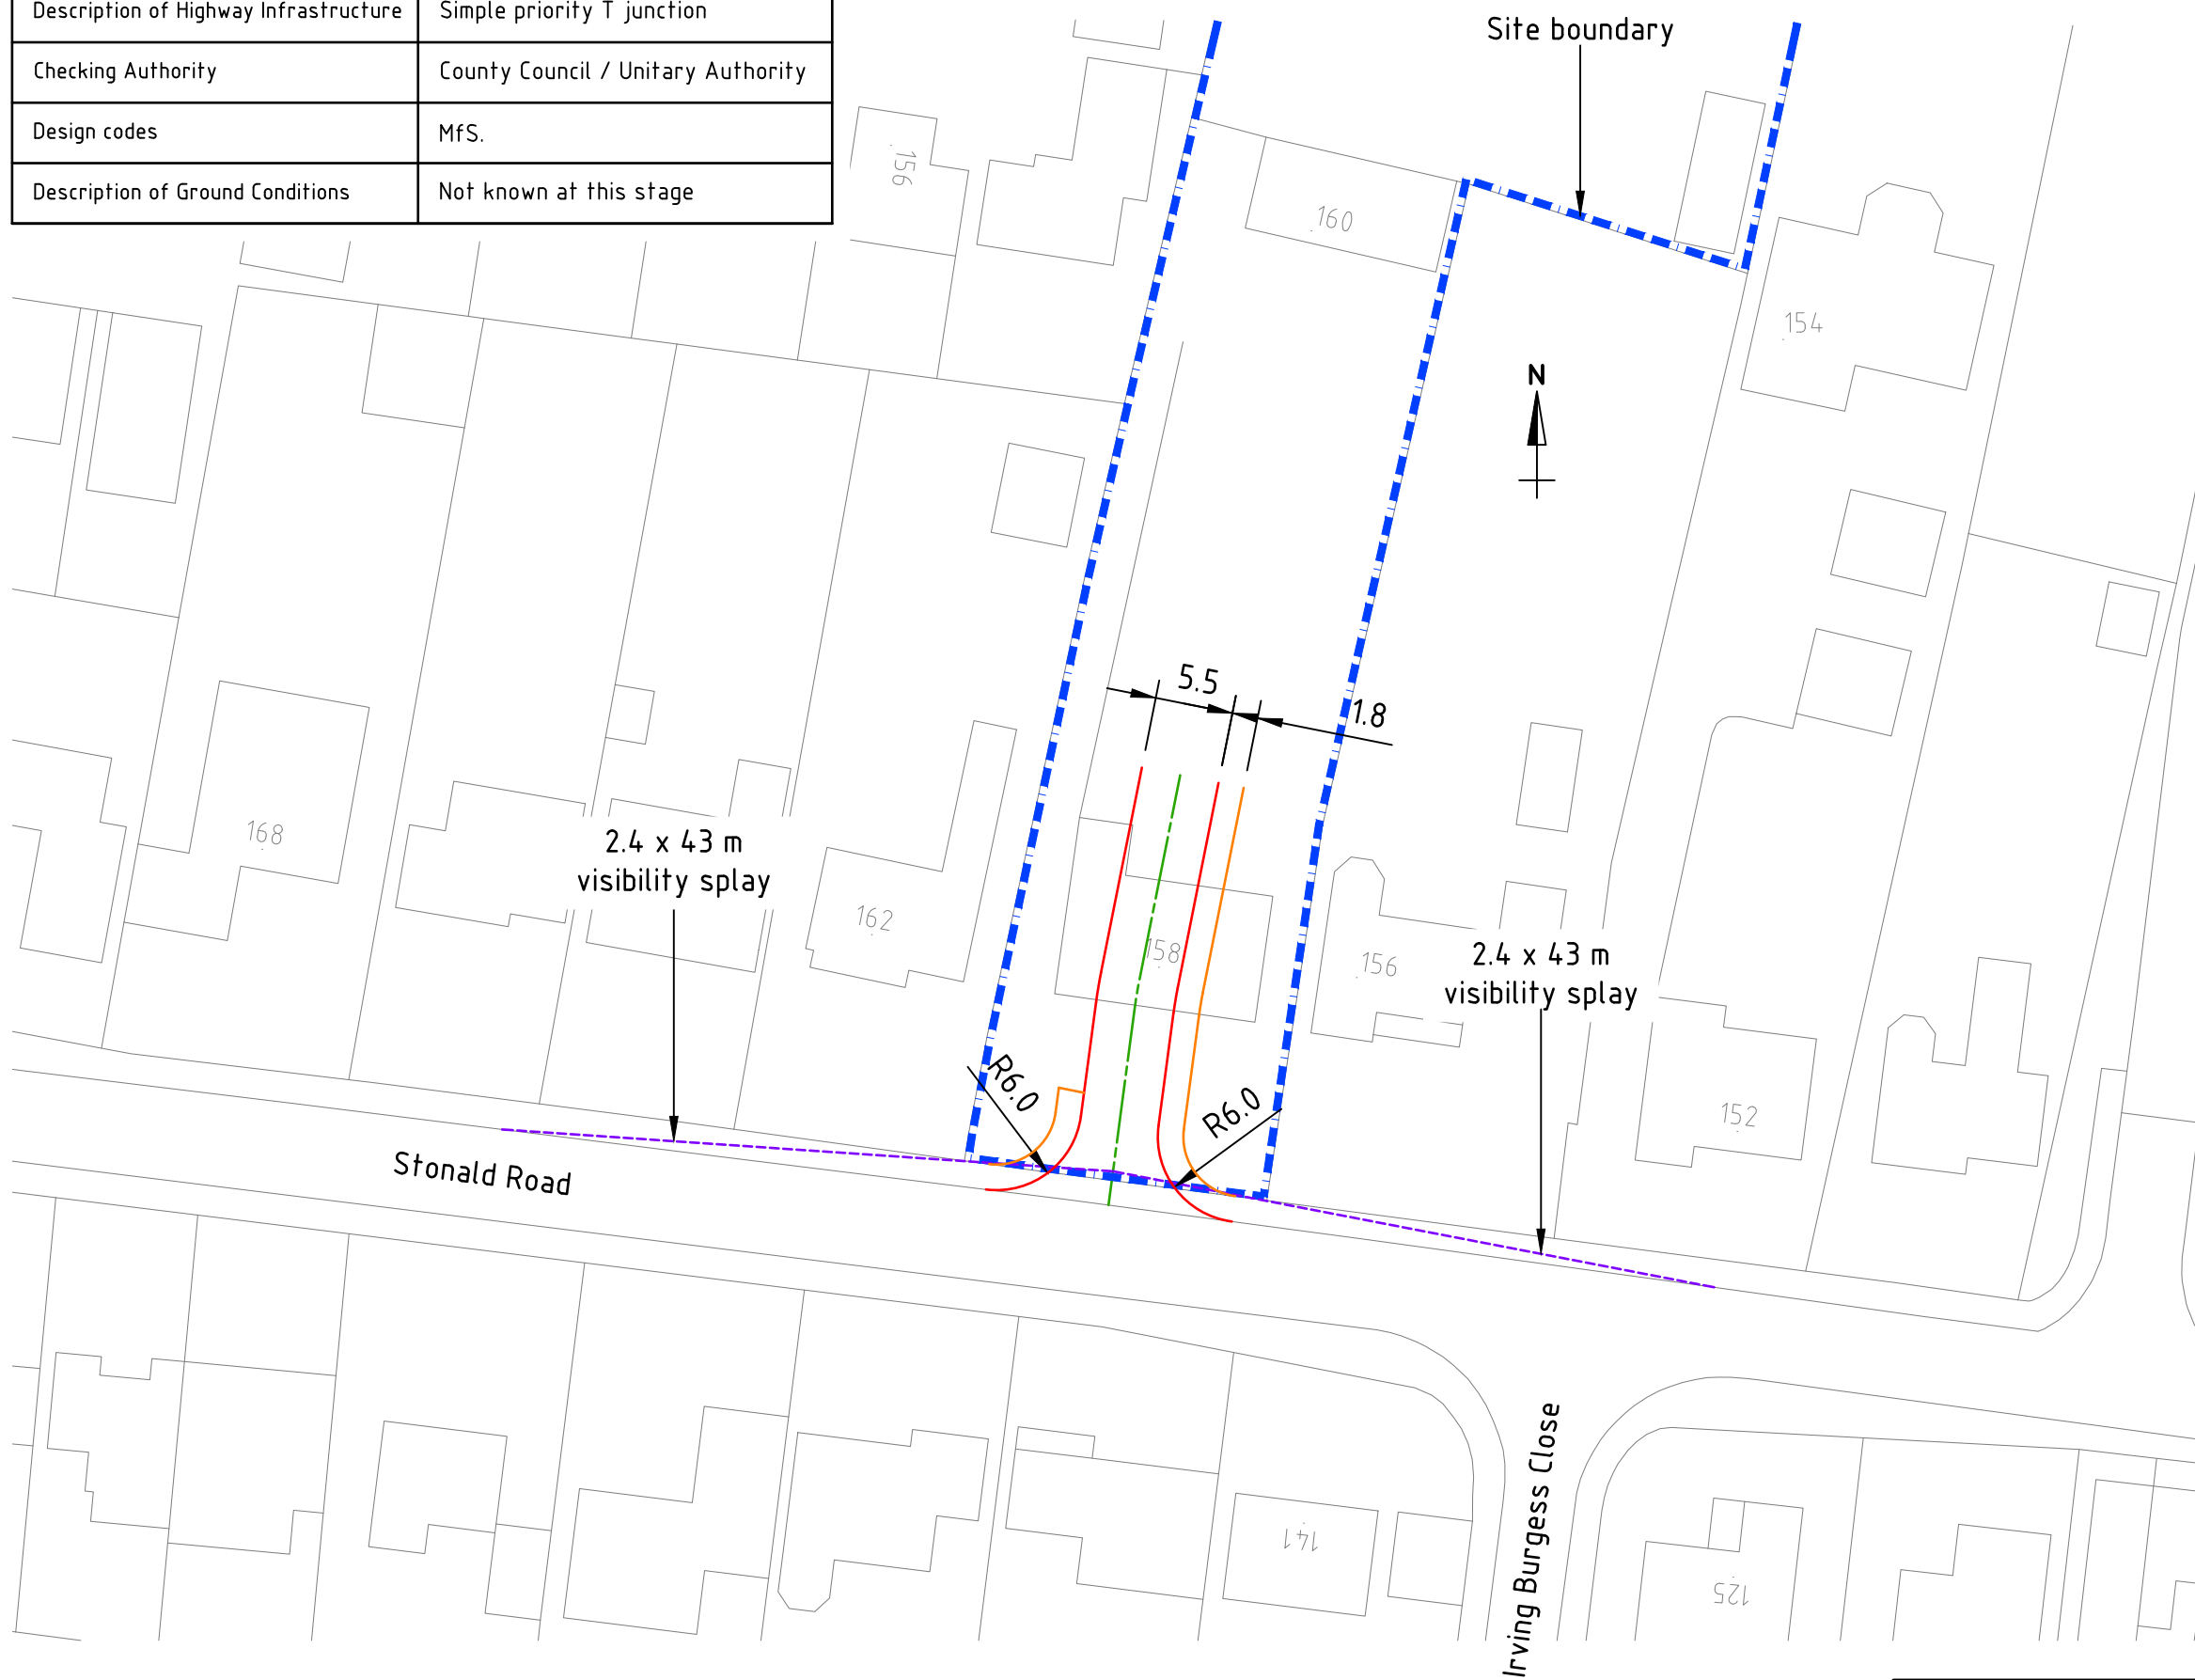 Description of Highway Infrastructure
Simple priority T junction
Checking Authority
County Council / Unitary Authority
Design codes
MfS.
Description of Ground Conditions
Not known at this stage
Site boundary
156
160
154
N
5.5
1.8
168
2.4 x 43 m
visibility splay
162
158
156
2.4 x 43 m
visibility splay
R6.0
R6.0
152
Stonald Road
141
125
Irving Burgess Close